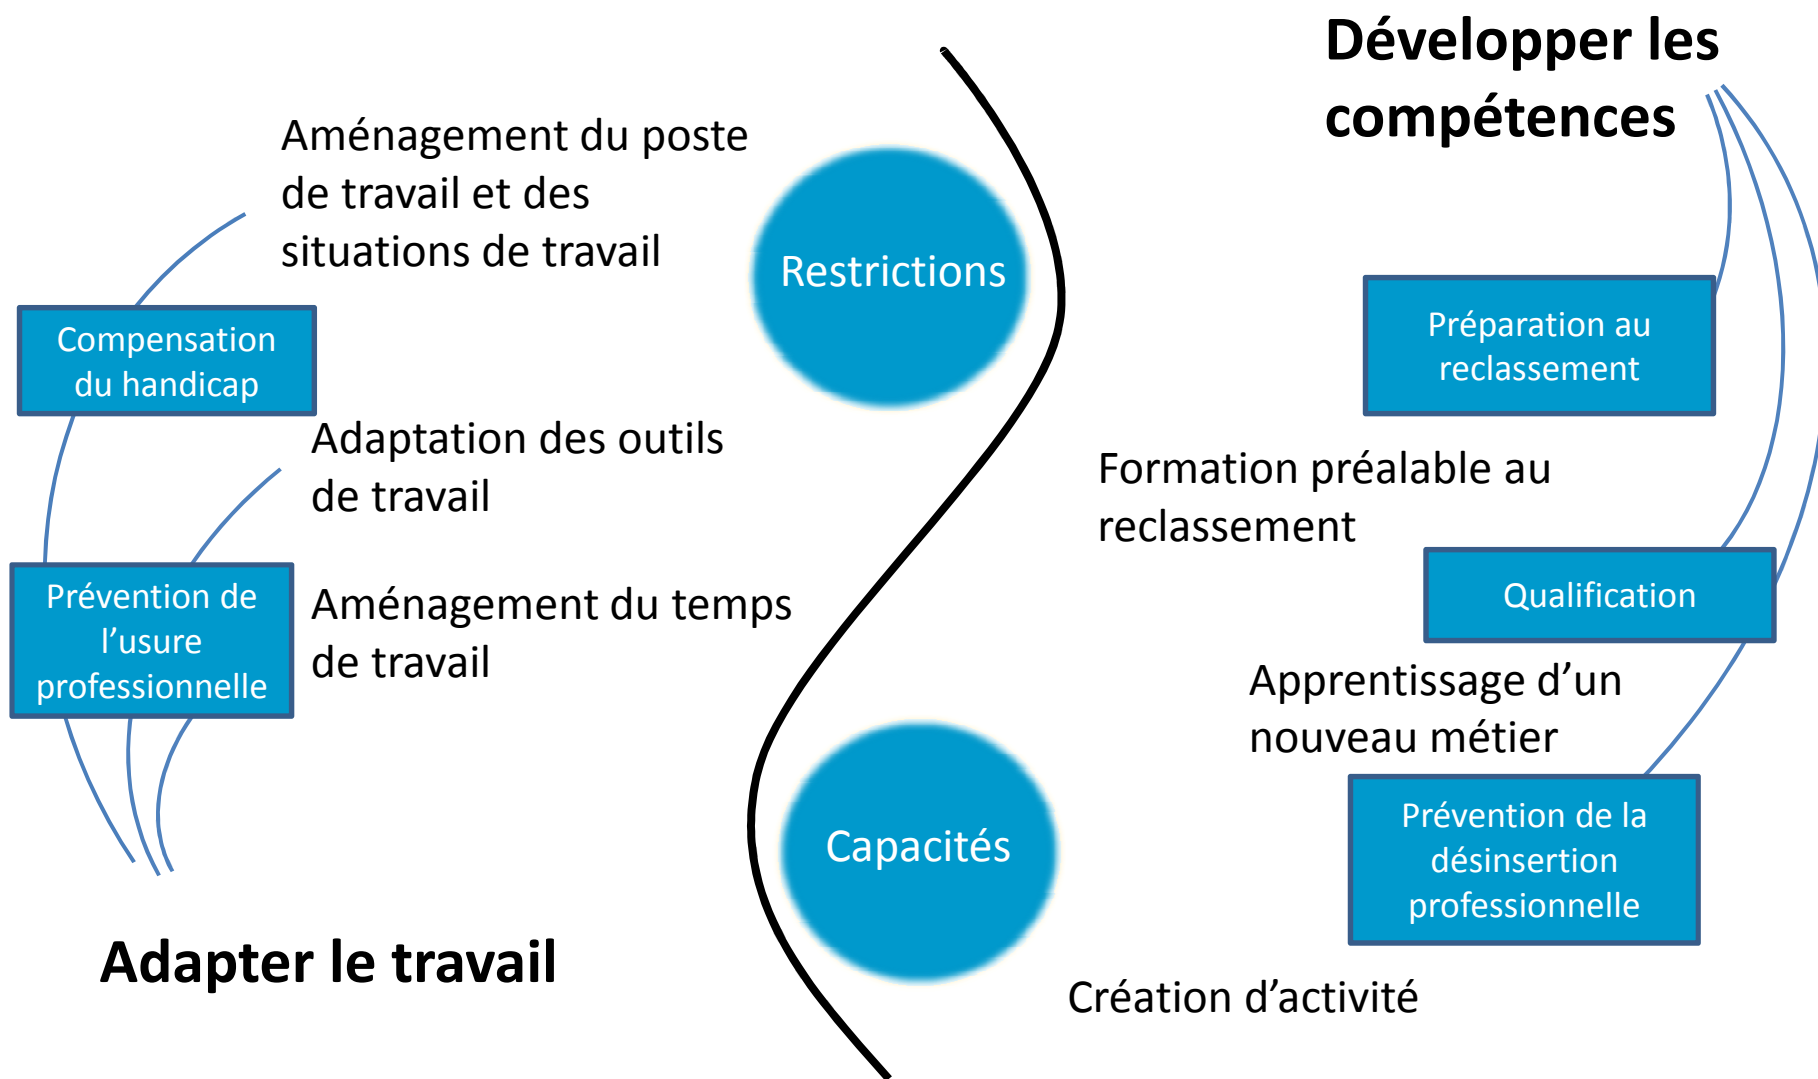 Développer les
compétences
Aménagement du poste
de travail et des
situations de travail
Restrictions
Compensation
du handicap
Préparation au
reclassement
Adaptation des outils
de travail
Formation préalable au
reclassement
Prévention de
l’usure
professionnelle
Aménagement du temps
de travail
Qualification
Apprentissage d’un
nouveau métier
Capacités
Prévention de la
désinsertion
professionnelle
Adapter le travail
Création d’activité